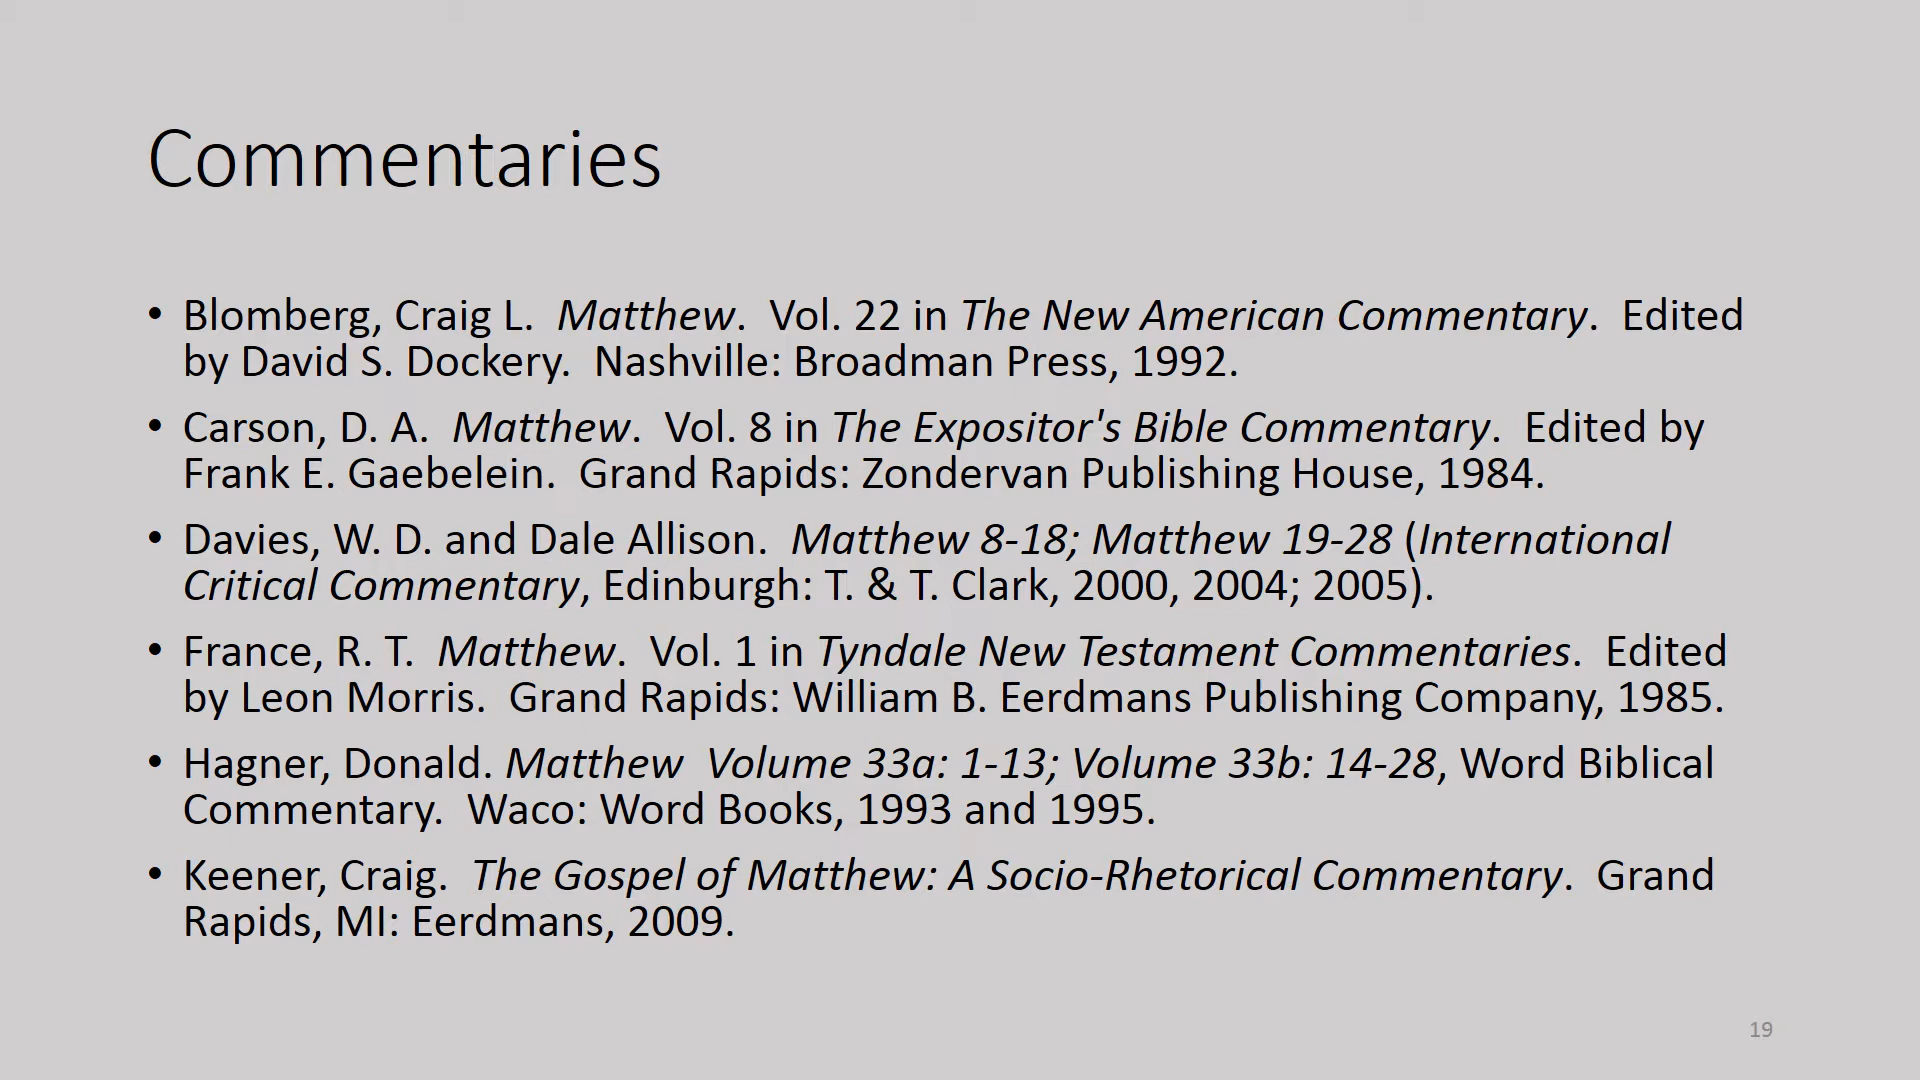 Commentaries
• Blomberg, Craig L.  Matthew.  Vol. 22 in The New American Commentary.  Edited
by David S. Dockery.  Nashville: Broadman Press, 1992.
• Carson, D. A.  Matthew.  Vol. 8 in The Expositor's Bible Commentary.  Edited by
Frank E. Gaebelein.  Grand Rapids: Zondervan Publishing House, 1984.
• Davies, W. D. and Dale Allison.  Matthew 8-18; Matthew 19-28 (International
Critical Commentary, Edinburgh: T. & T. Clark, 2000, 2004; 2005).
• France, R. T.  Matthew.  Vol. 1 in Tyndale New Testament Commentaries.  Edited
by Leon Morris.  Grand Rapids: William B. Eerdmans Publishing Company, 1985.
• Hagner, Donald. Matthew  Volume 33a: 1-13; Volume 33b: 14-28, Word Biblical
Commentary.  Waco: Word Books, 1993 and 1995.
• Keener, Craig.  The Gospel of Matthew: A Socio-Rhetorical Commentary.  Grand
Rapids, MI: Eerdmans, 2009.
19